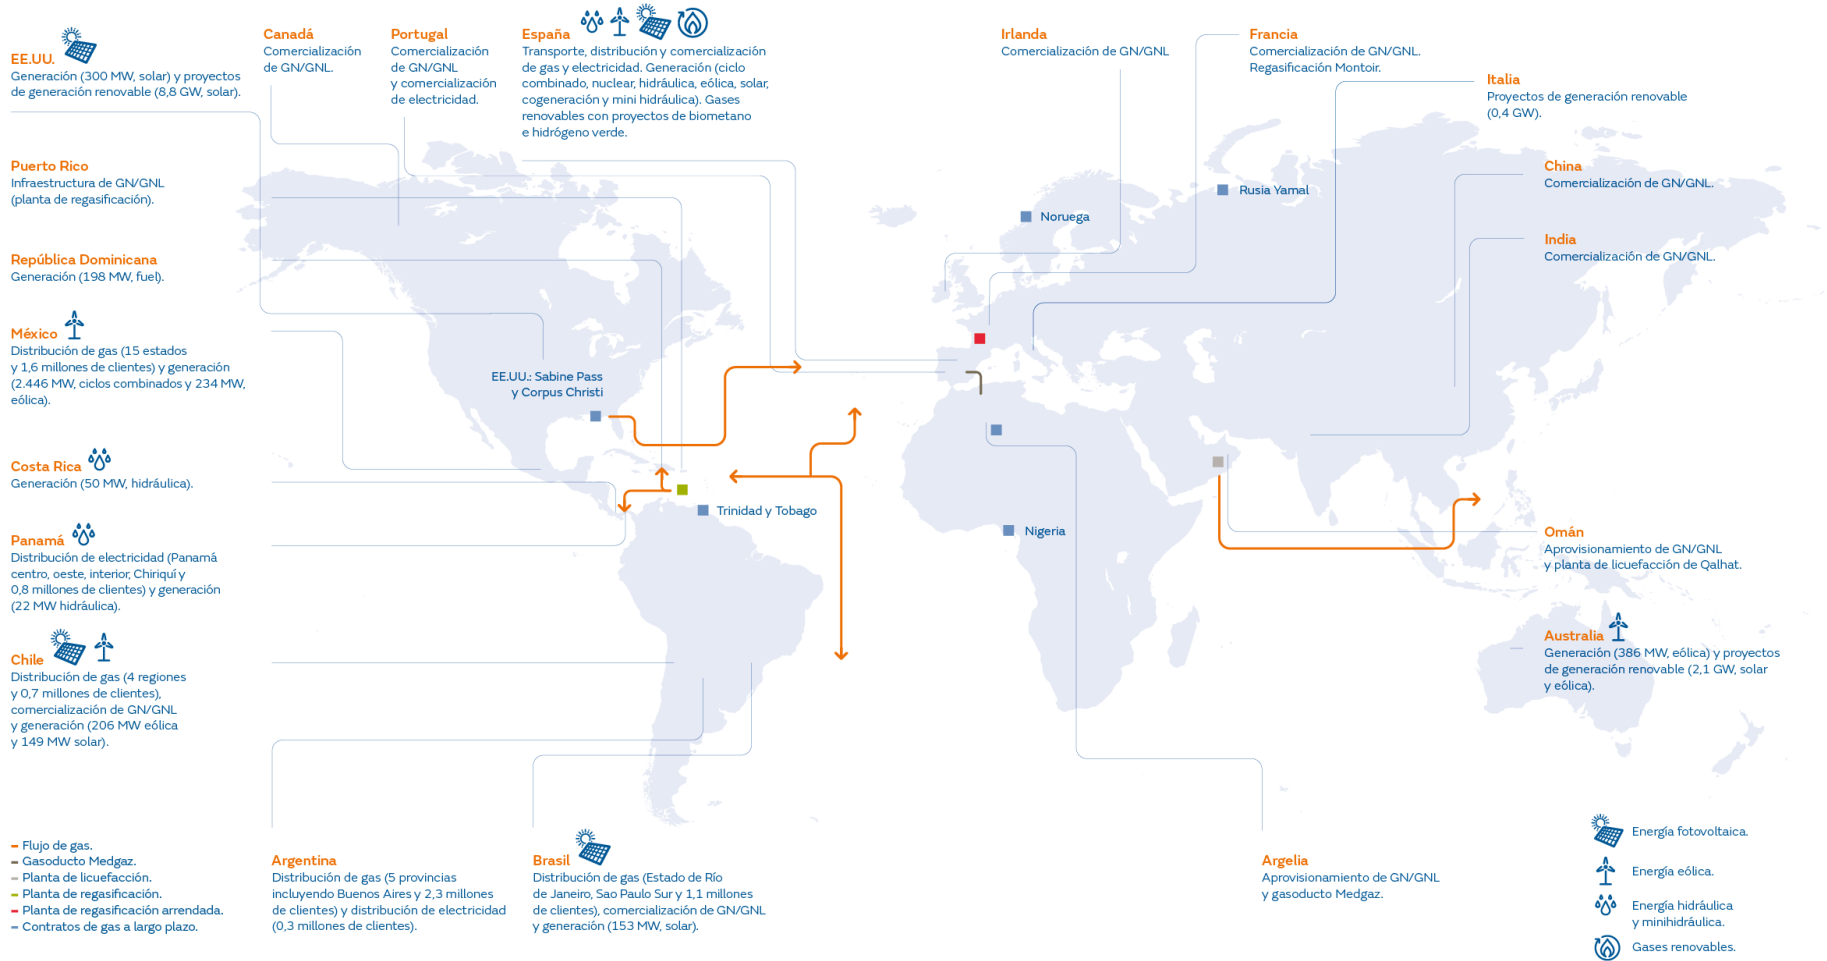 EE.UU.
Generación (300 MW, solar) y proyectos
de generación renovable (8,8 GW, solar).
Canadá
Comercialización
de GN/GNL.
Portugal
Comercialización
de GN/GNL
y comercialización
de electricidad.
España
Transporte, distribución y comercialización
de gas y electricidad. Generación (ciclo
combinado, nuclear, hidráulica, eólica, solar,
cogeneración y mini hidráulica). Gases
renovables con proyectos de biometano
e hidrógeno verde.
Irlanda
Comercialización de GN/GNL
Francia
Comercialización de GN/GNL.
Regasificación Montoir.
Italia
Proyectos de generación renovable
(0,4 GW).
Puerto Rico
Infraestructura de GN/GNL
(planta de regasificación).
China
Comercialización de GN/GNL.
Rusia Yamal
Noruega
India
Comercialización de GN/GNL.
República Dominicana
Generación (198 MW, fuel).
México
Distribución de gas (15 estados
y 1,6 millones de clientes) y generación
(2.446 MW, ciclos combinados y 234 MW,
eólica).
EE.UU.: Sabine Pass
y Corpus Christi
Costa Rica
Generación (50 MW, hidráulica).
Trinidad y Tobago
Nigeria
Omán
Aprovisionamiento de GN/GNL
y planta de licuefacción de Qalhat.
Panamá
Distribución de electricidad (Panamá
centro, oeste, interior, Chiriquí y
0,8 millones de clientes) y generación
(22 MW hidráulica).
Australia
Generación (386 MW, eólica) y proyectos
de generación renovable (2,1 GW, solar
y eólica).
Chile
Distribución de gas (4 regiones
y 0,7 millones de clientes),
comercialización de GN/GNL
y generación (206 MW eólica
y 149 MW solar).
Flujo de gas.
Gasoducto Medgaz.
Planta de licuefacción.
Planta de regasificación.
Planta de regasificación arrendada.
Contratos de gas a largo plazo.
Argentina
Distribución de gas (5 provincias
incluyendo Buenos Aires y 2,3 millones
de clientes) y distribución de electricidad
(0,3 millones de clientes).
Brasil
Distribución de gas (Estado de Río
de Janeiro, Sao Paulo Sur y 1,1 millones
de clientes), comercialización de GN/GNL
y generación (153 MW, solar).
Argelia
Aprovisionamiento de GN/GNL
y gasoducto Medgaz.
Energía fotovoltaica.
Energía eólica.
Energía hidráulica
y minihidráulica.
Gases renovables.